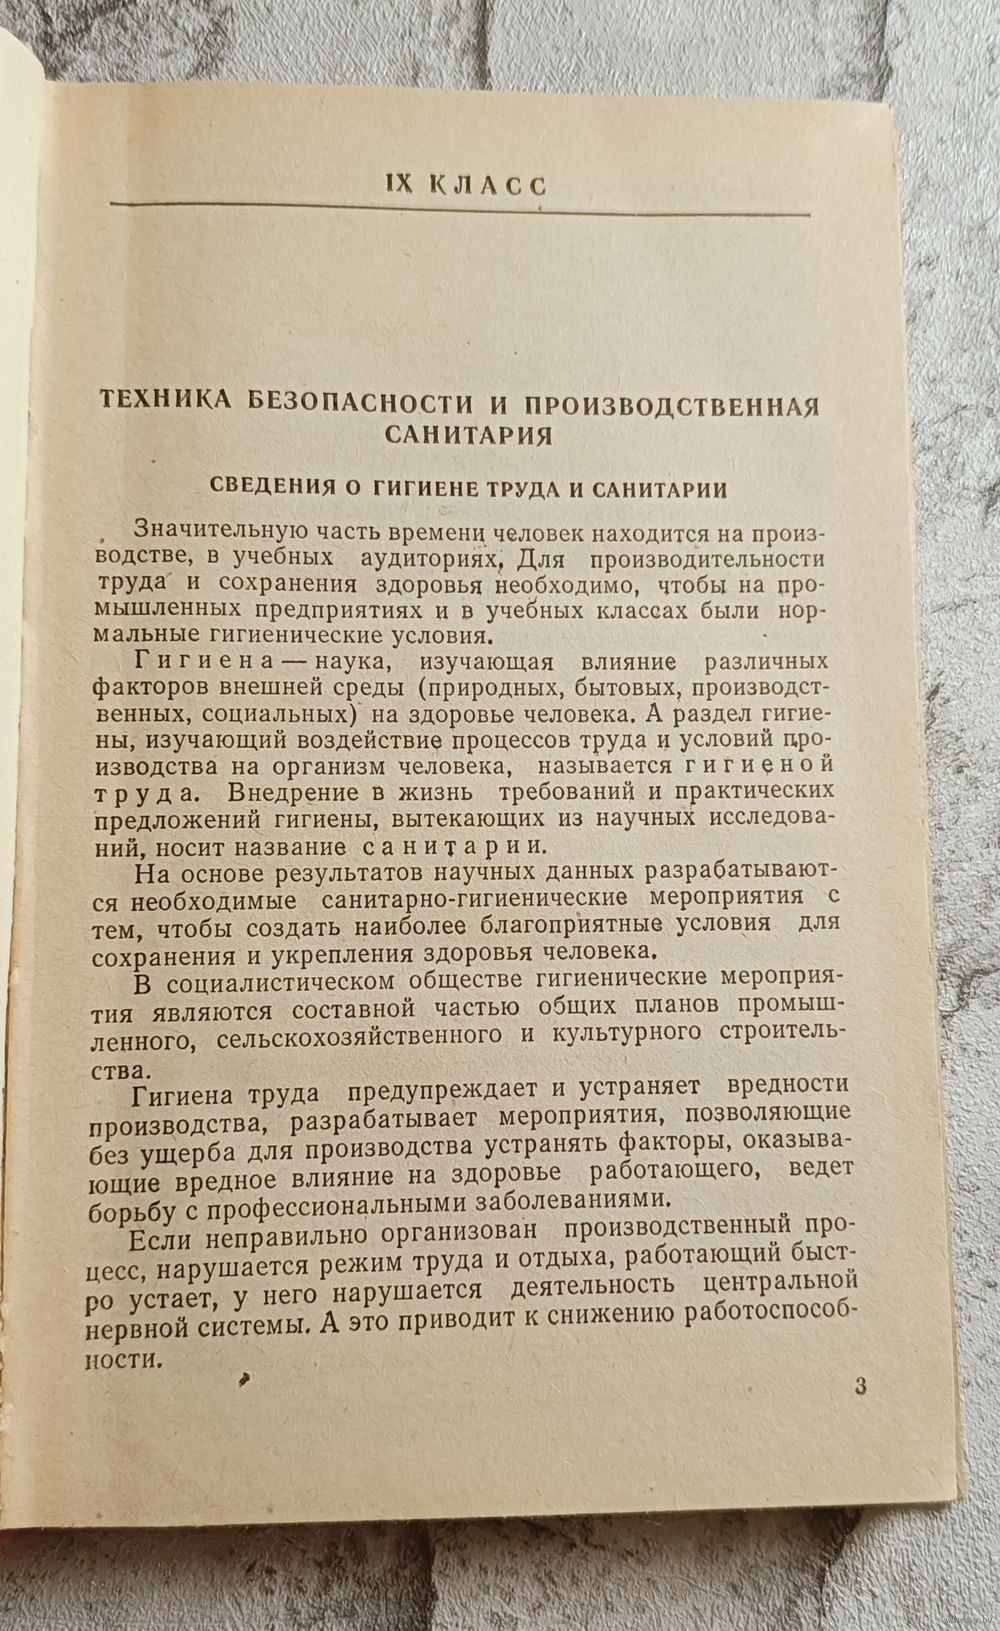 IX КЛАСС
ТЕХНИКА БЕЗОПАСНОСТИ И ПРОИЗВОДСТВЕННАЯ
САНИТАРИЯ
СВЕДЕНИЯ О ГИГИЕНЕ ТРУДА И САНИТАРИИ
Значительную часть времени человек находится на произ-
водстве, в учебных аудиториях. Для производительности
труда и сохранения здоровья необходимо, чтобы на про-
мышленных предприятиях и в учебных классах были нор-
мальные гигиенические условия.
Гигиена — наука, изучающая влияние различных
факторов внешней среды (природных, бытовых, производст-
венных, социальных) на здоровье человека. А раздел гигие-
ны, изучающий воздействие процессов труда и условий про-
изводства на организм человека, называется гигиеной
труда. Внедрение в жизнь требований и практических
предложений гигиены, вытекающих из научных исследова-
ний, носит название санитарии.
На основе результатов научных данных разрабатывают-
ся необходимые санитарно-гигиенические мероприятия с
тем, чтобы создать наиболее благоприятные условия для
сохранения и укрепления здоровья человека.
В социалистическом обществе гигиенические мероприя-
тия являются составной частью общих планов промыш-
ленного, сельскохозяйственного и культурного строитель-
ства.
Гигиена труда предупреждает и устраняет вредности
производства, разрабатывает мероприятия, позволяющие
без ущерба для производства устранять факторы, оказыва-
ющие вредное влияние на здоровье работающего, ведет
борьбу с профессиональными заболеваниями.
Если неправильно организован производственный про-
цесс, нарушается режим труда и отдыха, работающий быст-
ро устает, у него нарушается деятельность центральной
нервной системы. А это приводит к снижению работоспособ-
ности.
3
www.ay.by